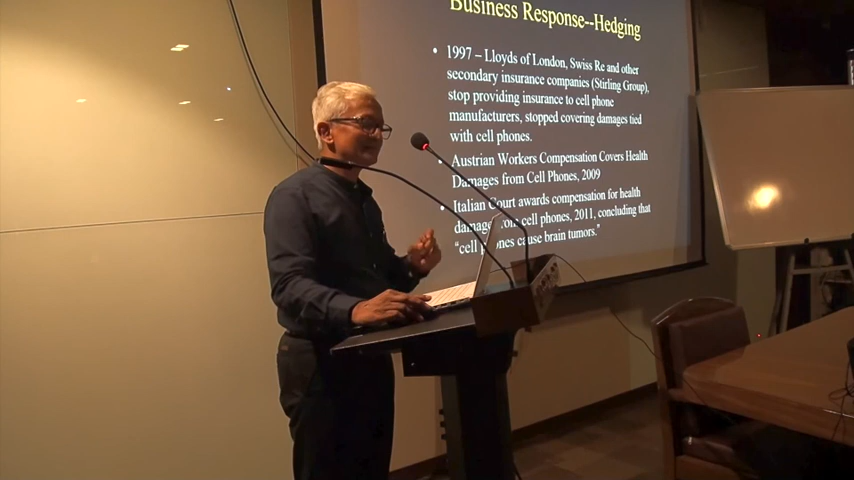 Business Response--Hedging
• 1997 – Lloyds of London, Swiss Re and other
secondary insurance companies (Stirling Group),
stop providing insurance to cell phone
manufacturers, stopped covering damages tied
with cell phones.
• Austrian Workers Compensation Covers Health
Damages from Cell Phones, 2009
• Italian Court awards compensation for health
from cell phones, 2011, concluding that
"cell phones cause brain tumors."